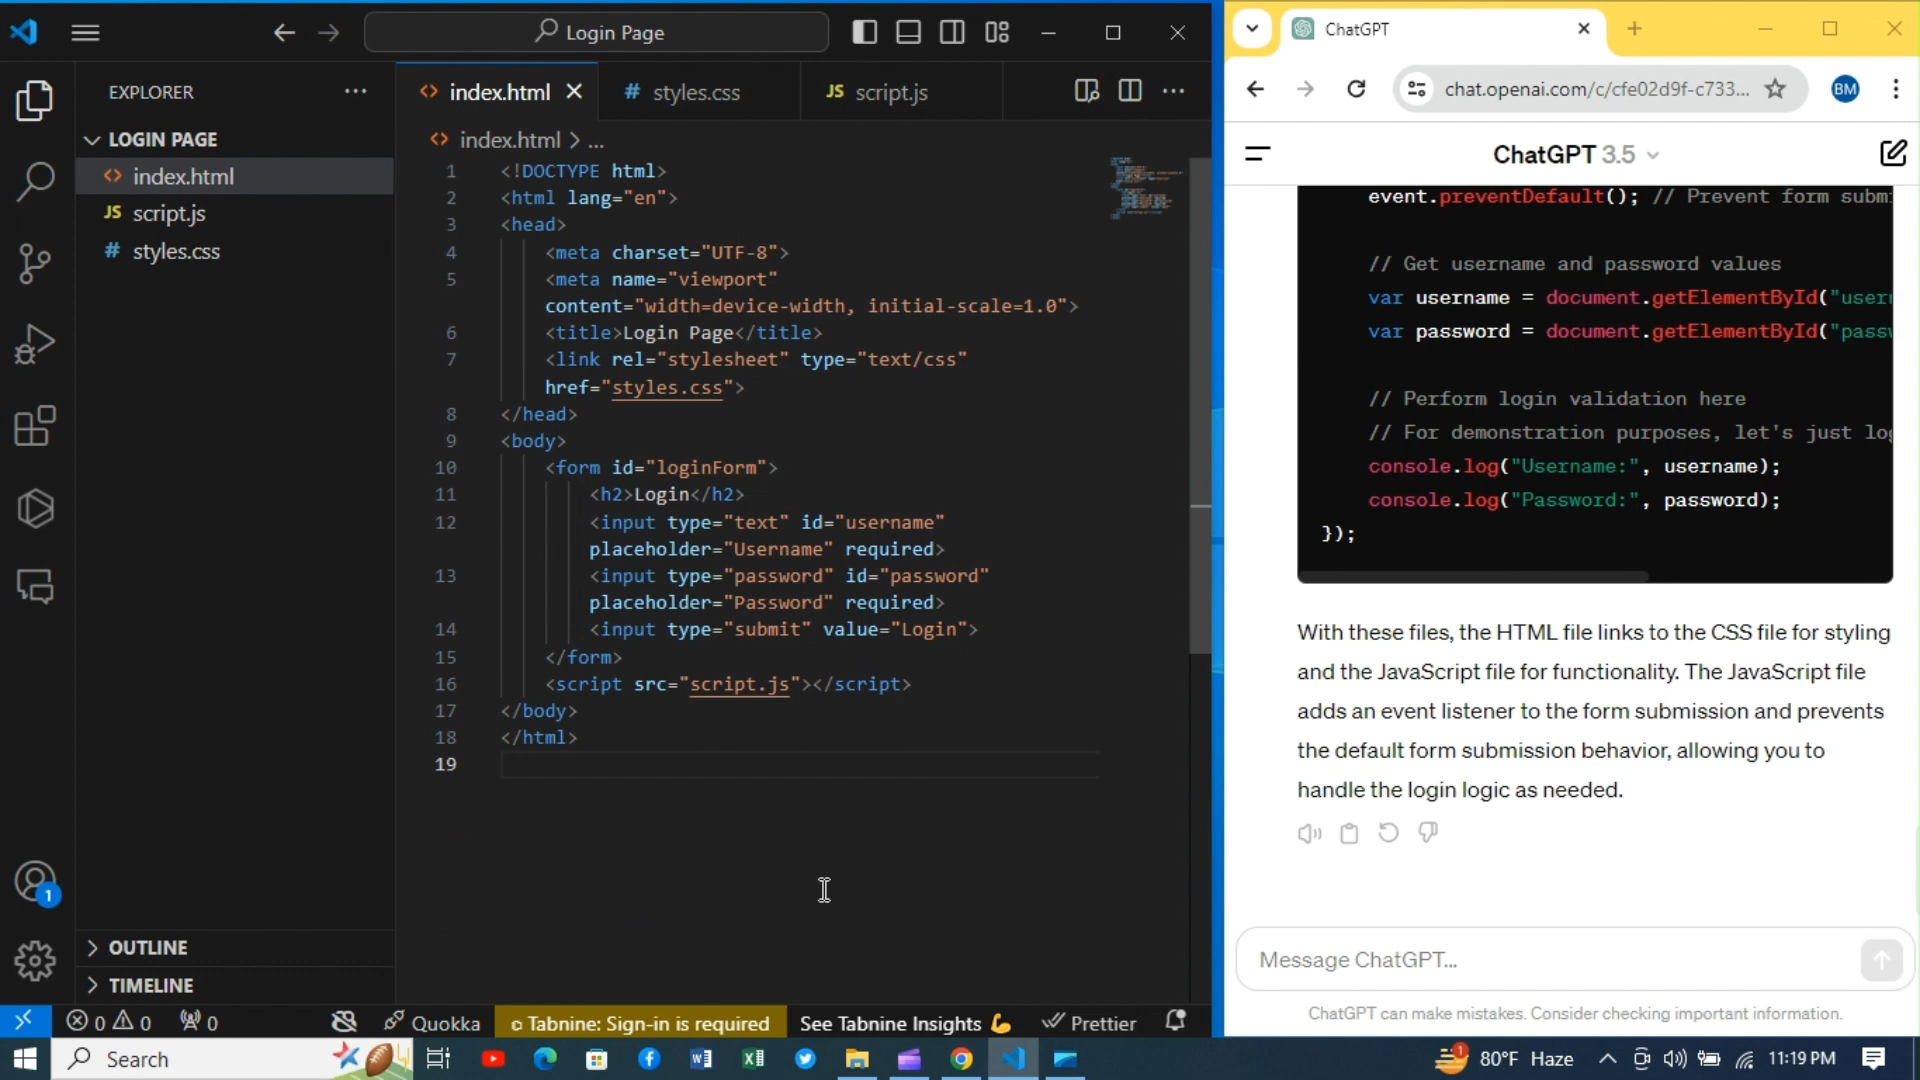 Login Page
EXPLORER
LOGIN PAGE
index.html
JS script.js
# styles.css
OUTLINE
TIMELINE
1
index.html
# styles.css
JS script.js
index.html > ...
1 <!DOCTYPE html>
2 <html lang="en">
3 <head>
4 <meta charset="UTF-8">
5 <meta name="viewport"
content="width=device-width, initial-scale=1.0">
6 <title>Login Page</title>
7 <link rel="stylesheet" type="text/css"
href="styles.css">
8 </head>
9 <body>
10 <form id="loginForm">
11 <h2>Login</h2>
12 <input type="text" id="username"
placeholder="Username" required>
13 <input type="password" id="password"
placeholder="Password" required>
14 <input type="submit" value="Login">
15 </form>
16 <script src="script.js"></script>
17 </body>
18 </html>
19
0 0 0 Quokka Tabnine: Sign-in is required See Tabnine Insights Prettier
ChatGPT
chat.openai.com/c/cfe02d9f-c733...
BM
ChatGPT 3.5
event.preventDefault(); // Prevent form
// Get username and password values
var username = document.getElementById("
var password = document.getElementById("
// Perform login validation here
// For demonstration purposes, let's just
console.log("Username:", username);
console.log("Password:", password);
});
With these files, the HTML file links to the CSS file for styling
and the JavaScript file for functionality. The JavaScript file
adds an event listener to the form submission and prevents
the default form submission behavior, allowing you to
handle the login logic as needed.
Message ChatGPT...
ChatGPT can make mistakes. Consider checking important information.
Search
1 80°F Haze 11:19 PM